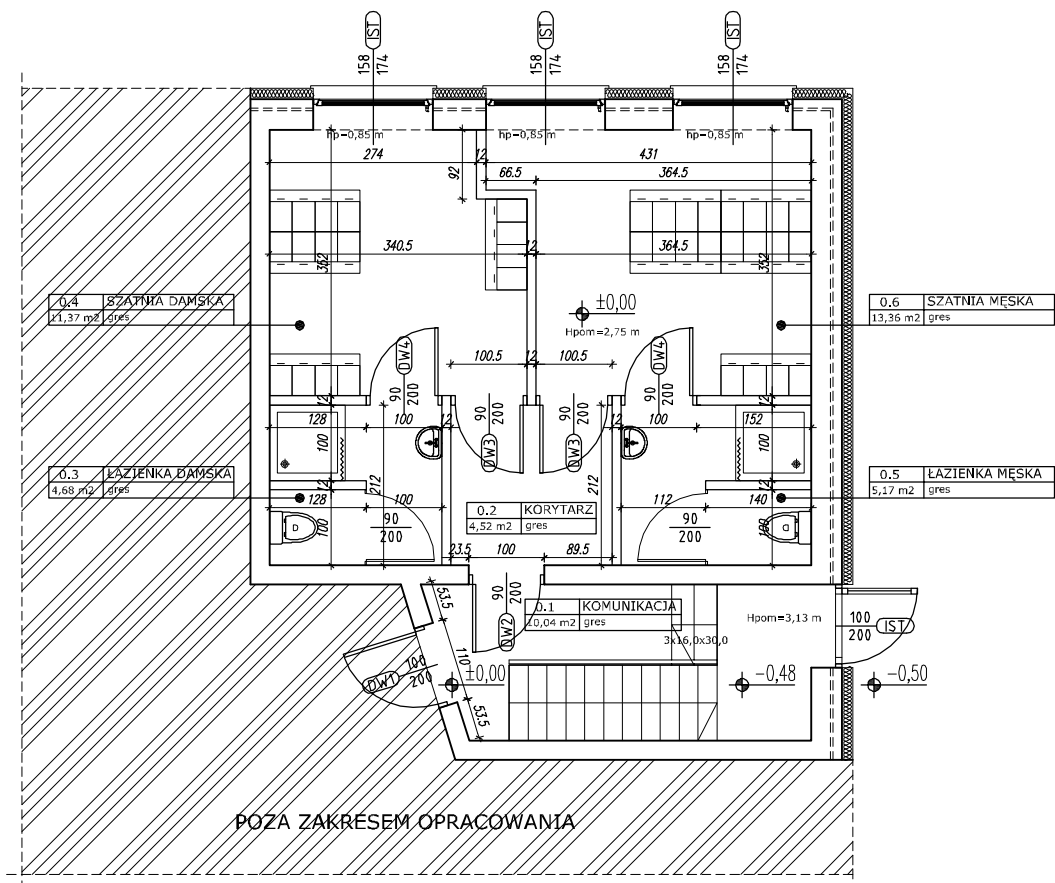 IST
IST
IST
158
174
158
174
158
174
hp=0,85 m
hp=0,85 m
hp=0,85 m
274
12
431
92
66.5
364.5
340.5
12
364.5
352
352
±0,00
Hpom=2,75 m
0.4 SZATNIA DAMSKA
11,37 m2 gres
0.6 SZATNIA MĘSKA
13,36 m2 gres
DW4
DW4
100.5
12
100.5
90
200
90
200
90
200
90
200
12
12
128
100
12
12
100
152
100
100
DW3
DW3
0.3 ŁAZIENKA DAMSKA
4,68 m2 gres
0.5 ŁAZIENKA MĘSKA
5,17 m2 gres
212
212
12
12
128
100
112
140
100
100
0.2 KORYTARZ
4,52 m2 gres
90
200
90
200
23.5
100
89.5
90
200
DW2
53.5
110
53.5
0.1 KOMUNIKACJA
10,04 m2 gres
Hpom=3,13 m
3x16,0x30,0
100
200
IST
DW1
100
200
±0,00
-0,48
-0,50
POZA ZAKRESEM OPRACOWANIA